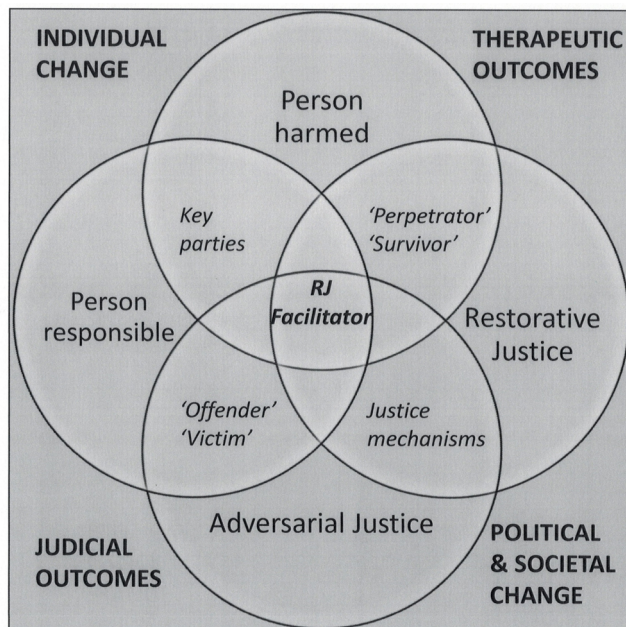 INDIVIDUAL
CHANGE
THERAPEUTIC
OUTCOMES
Person
harmed
Key
parties
‘Perpetrator’
‘Survivor’
Person
responsible
RJ
Facilitator
Restorative
Justice
‘Offender’
‘Victim’
Justice
mechanisms
Adversarial Justice
JUDICIAL
OUTCOMES
POLITICAL
& SOCIETAL
CHANGE